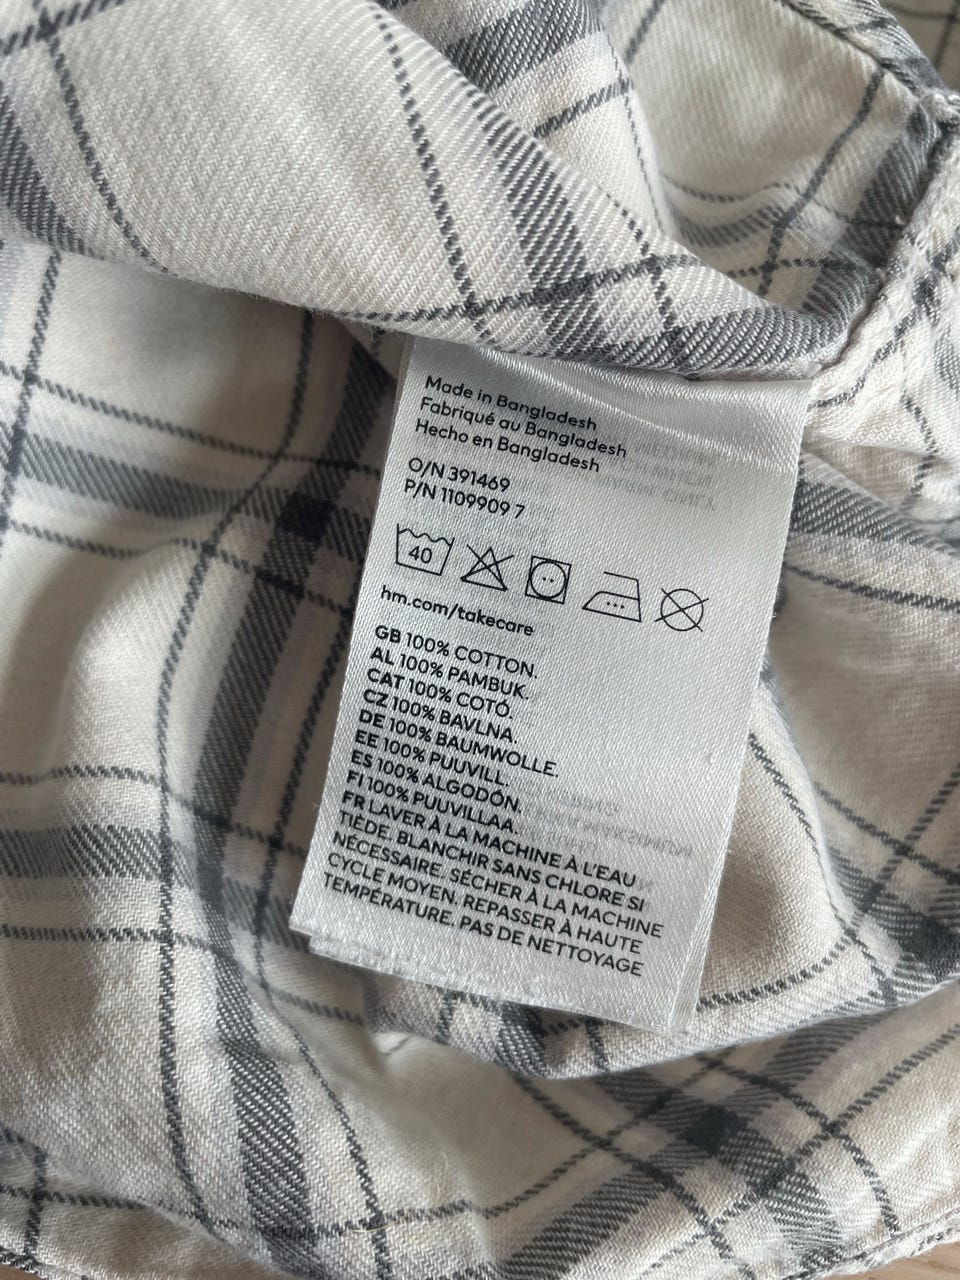 Made in Bangladesh
Fabriqué au Bangladesh
Hecho en Bangladesh
O/N 391469
P/N 1109909 7
40
hm.com/takecare
GB 100% COTTON.
AL 100% PAMBUK.
CAT 100% COTÓ.
CZ 100% BAVLNA.
DE 100% BAUMWOLLE.
EE 100% PUUVILL.
ES 100% ALGODÓN.
FI 100% PUUVILLAA.
FR LAVER À LA MACHINE À L'EAU
TIÈDE. BLANCHIR SANS CHLORE SI
NÉCESSAIRE. SÉCHER À LA MACHINE
CYCLE MOYEN. REPASSER À HAUTE
TEMPÉRATURE. PAS DE NETTOYAGE